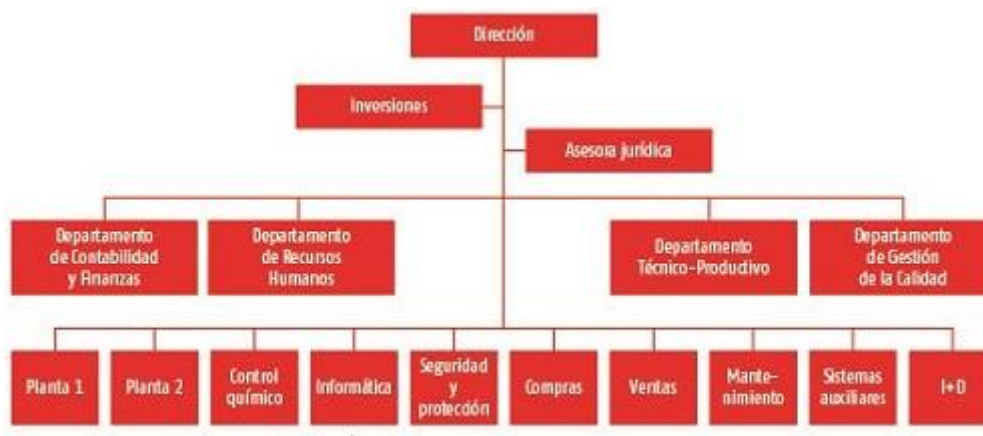 Dirección
Inversiones
Asesora jurídica
Departamento
de Contabilidad
y Finanzas
Departamento
de Recursos
Humanos
Departamento
Técnico-Productivo
Departamento
de Gestión
de la Calidad
Planta 1
Planta 2
Control
químico
Informática
Seguridad
y
protección
Compras
Ventas
Mante-
nimiento
Sistemas
auxiliares
I+D